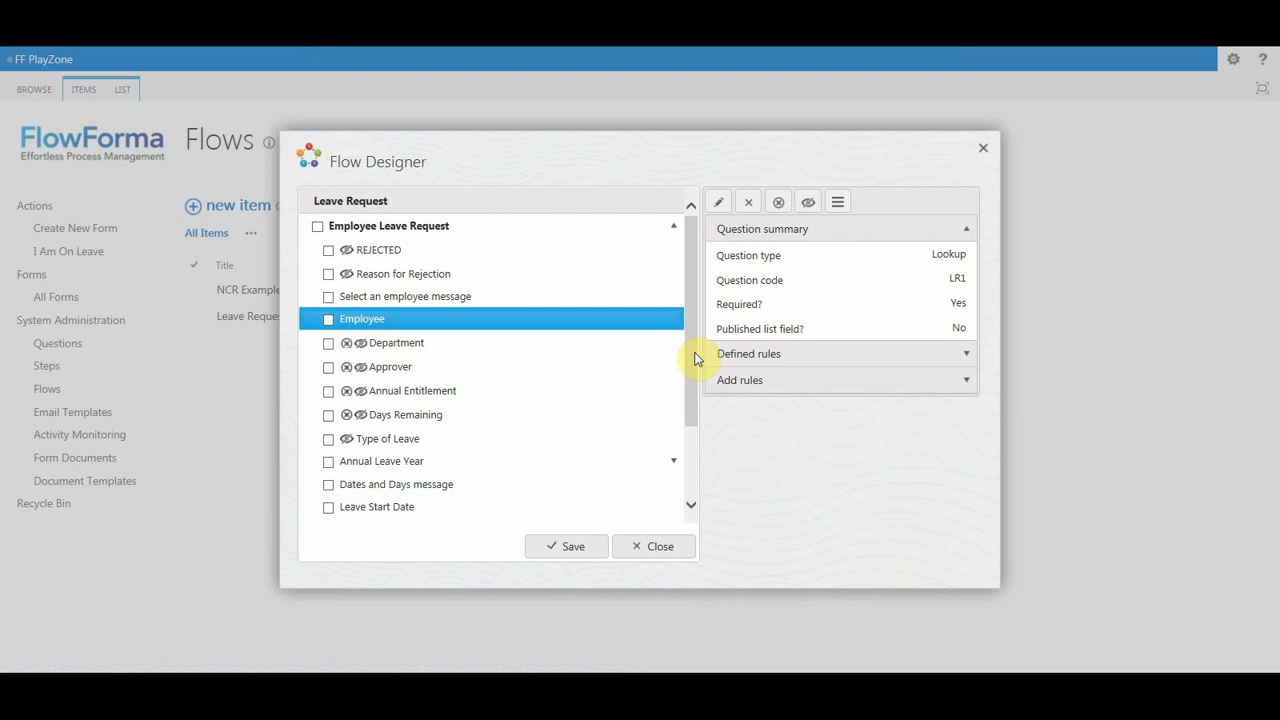 FF PlayZone
?
BROWSE ITEMS LIST
FlowForma
Effortless Process Management
Flows
new item
All Items ...
Title
NCR Example
Leave Reques
Actions
Create New Form
I Am On Leave
Forms
All Forms
System Administration
Questions
Steps
Flows
Email Templates
Activity Monitoring
Form Documents
Document Templates
Recycle Bin
Flow Designer
Leave Request
Employee Leave Request
REJECTED
Reason for Rejection
Select an employee message
Employee
Department
Approver
Annual Entitlement
Days Remaining
Type of Leave
Annual Leave Year
Dates and Days message
Leave Start Date
Save
Close
Question summary
Question type Lookup
Question code LR1
Required? Yes
Published list field? No
Defined rules
Add rules